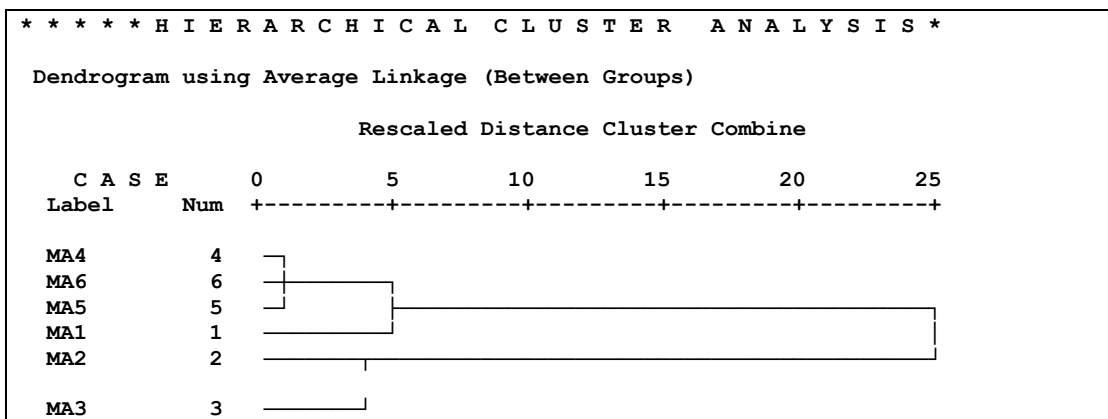 * * * * * H I E R A R C H I C A L C L U S T E R A N A L Y S I S *
Dendrogram using Average Linkage (Between Groups)
Rescaled Distance Cluster Combine
C A S E 0 5 10 15 20 25
Label Num +---------+---------+---------+---------+---------+
MA4 4
MA6 6
MA5 5
MA1 1
MA2 2
MA3 3